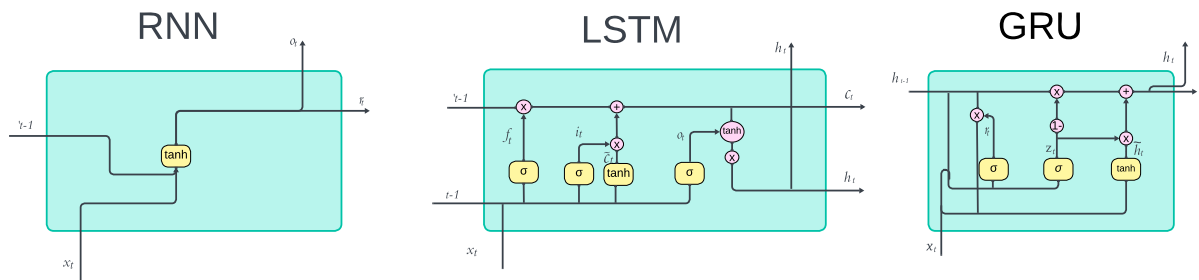 RNN
LSTM
GRU
o_t
r_t
't-1
tanh
x_t
h_t
't-1
x
+
c_t
f_t
i_t
x
c̄_t
o_t
tanh
x
σ
σ
tanh
σ
t-1
h_t
x_t
h_t
h_t-1
x
+
x
r_t
1-
z_t
x
h̃_t
σ
σ
tanh
x_t